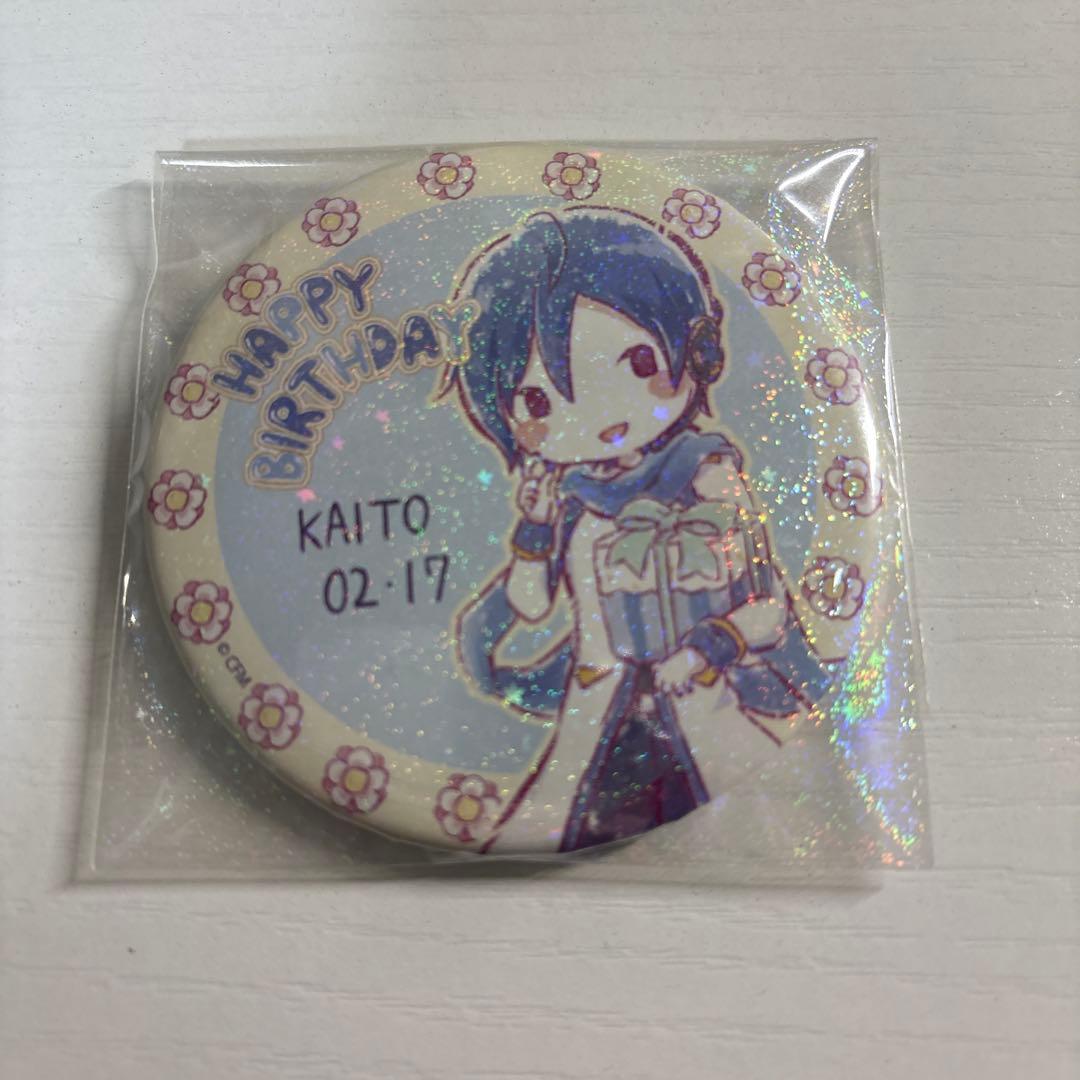 HAPPY
BIRTHDAY
KAITO
02·17
© CFM